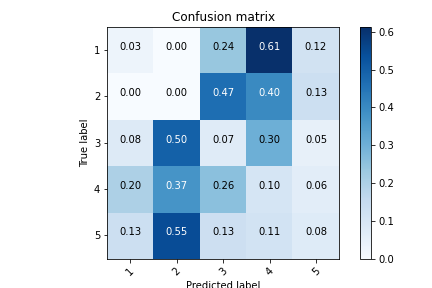 Confusion matrix
1 0.03 0.00 0.24 0.61 0.12
2 0.00 0.00 0.47 0.40 0.13
3 0.08 0.50 0.07 0.30 0.05
4 0.20 0.37 0.26 0.10 0.06
5 0.13 0.55 0.13 0.11 0.08
1 2 3 4 5
True label
Predicted label
0.6
0.5
0.4
0.3
0.2
0.1
0.0